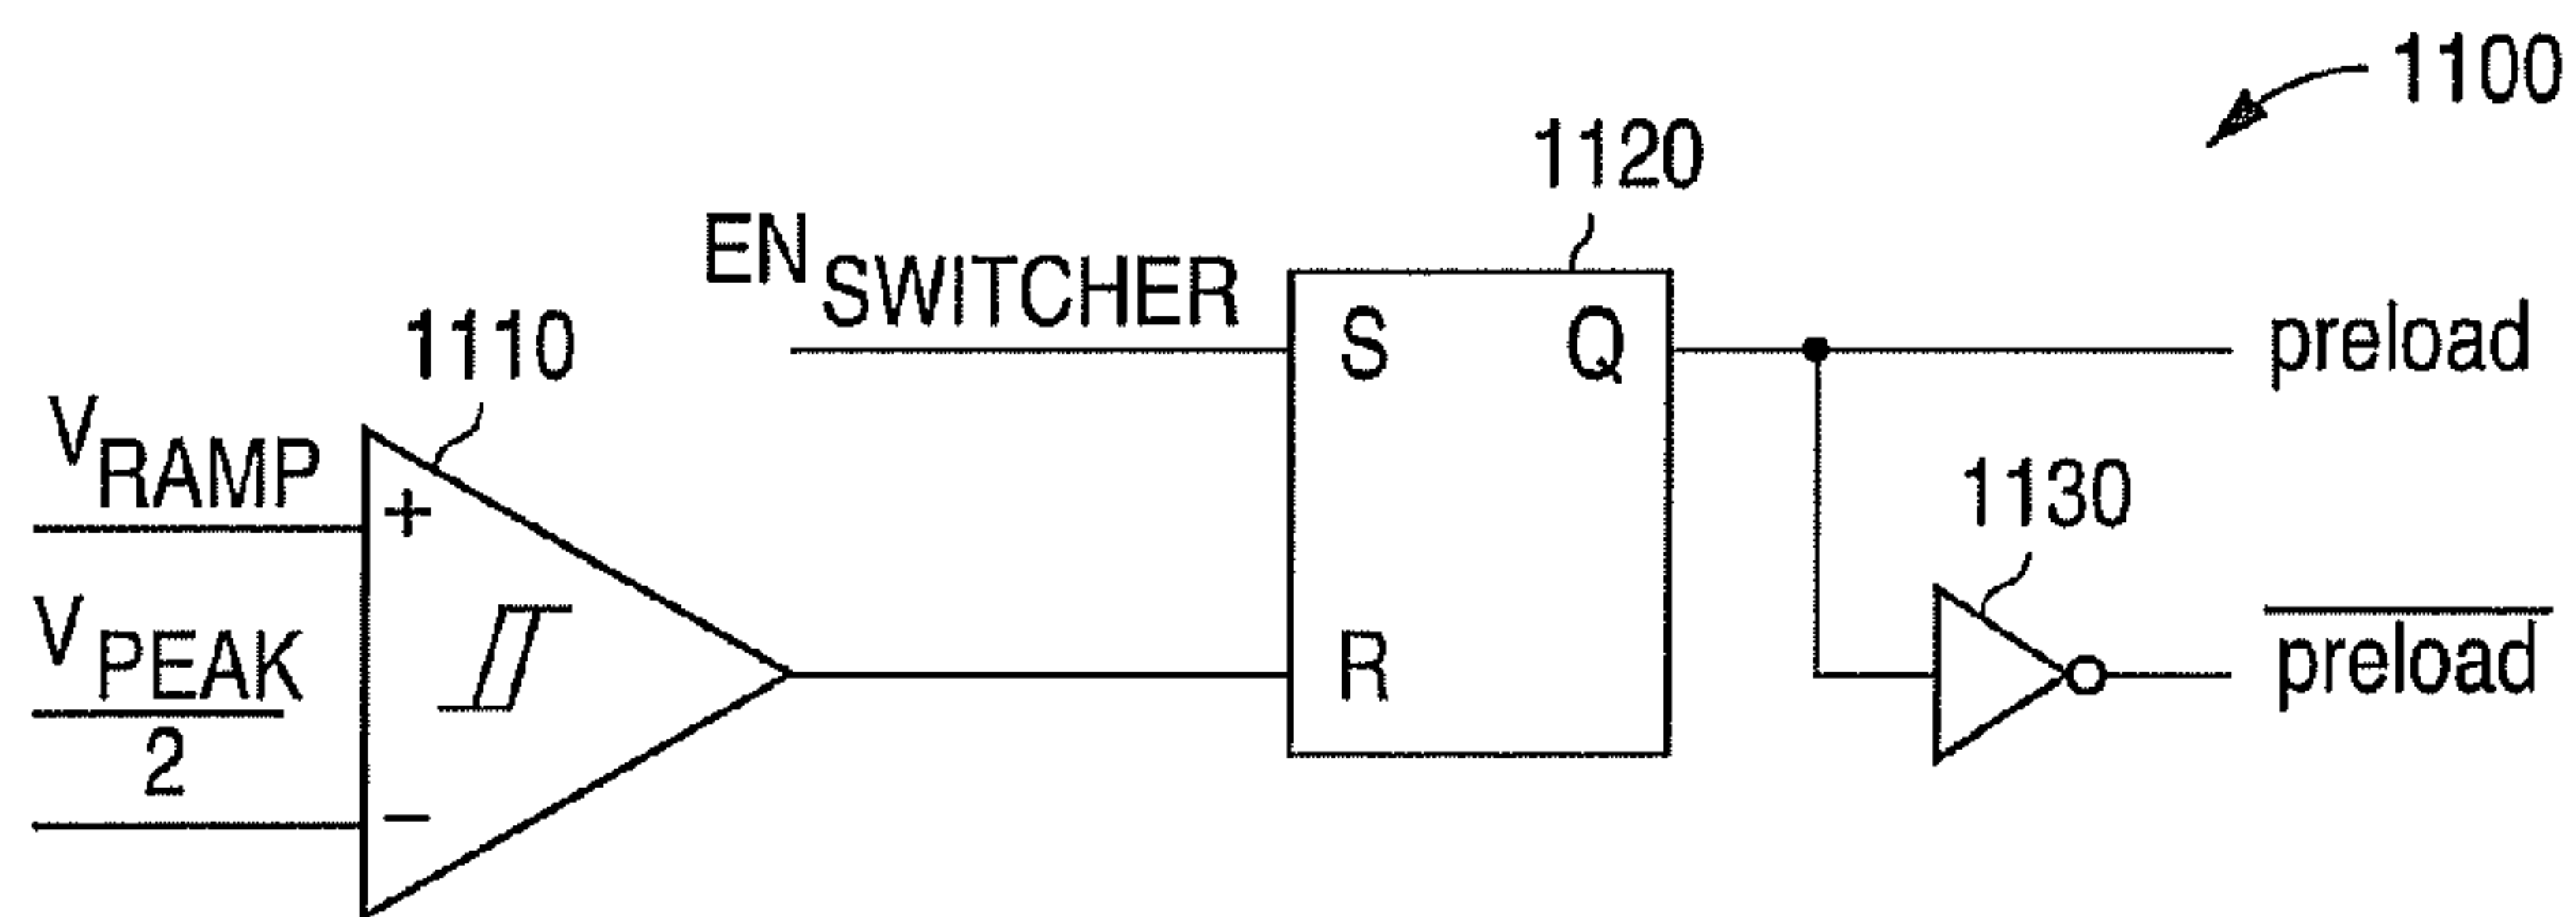 1100
1120
EN SWITCHER
1110
S Q
preload
V RAMP
+
1130
V PEAK
2
R
preload
−